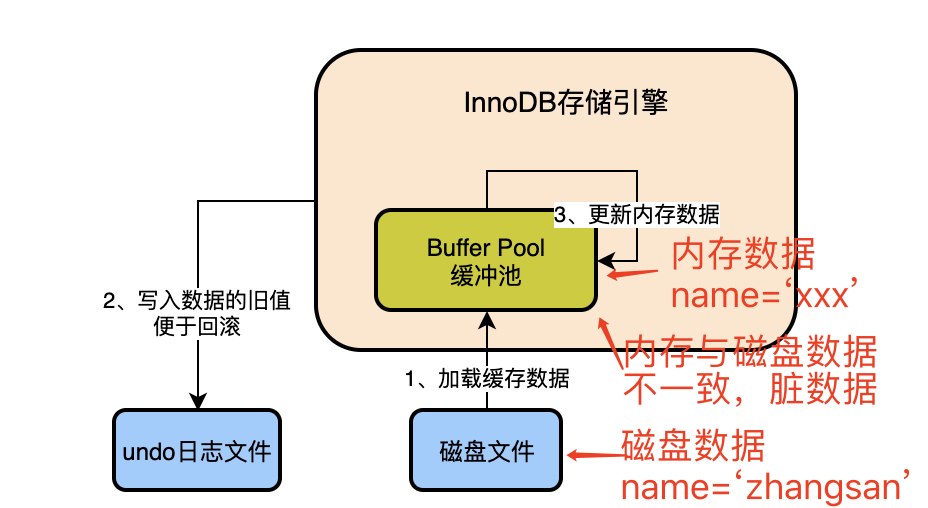 InnoDB存储引擎
3、更新内存数据
Buffer Pool
缓冲池
内存数据
name=‘xxx’
2、写入数据的旧值
便于回滚
内存与磁盘数据
不一致，脏数据
1、加载缓存数据
undo日志文件
磁盘文件
磁盘数据
name=‘zhangsan’